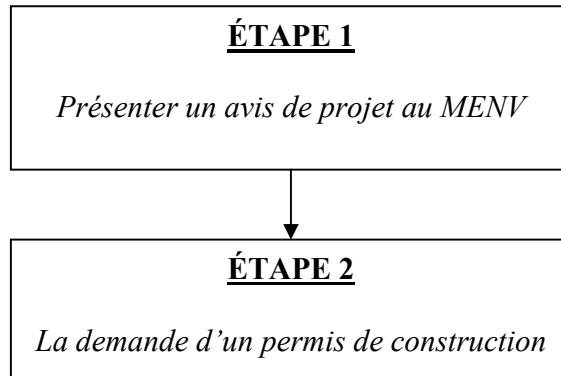 ÉTAPE 1
Présenter un avis de projet au MENV
ÉTAPE 2
La demande d'un permis de construction